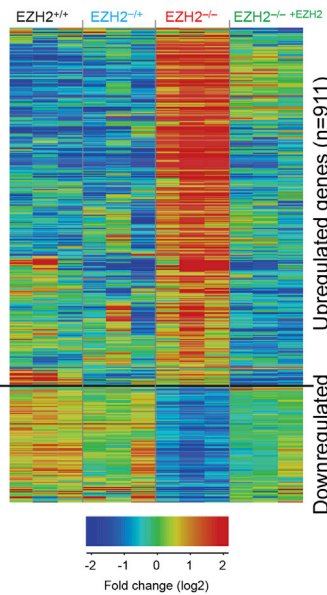 EZH2+/+ EZH2−/+ EZH2−/− EZH2−/− +EZH2
Upregulated genes (n=911)
Downregulated
-2 -1 0 1 2
Fold change (log2)